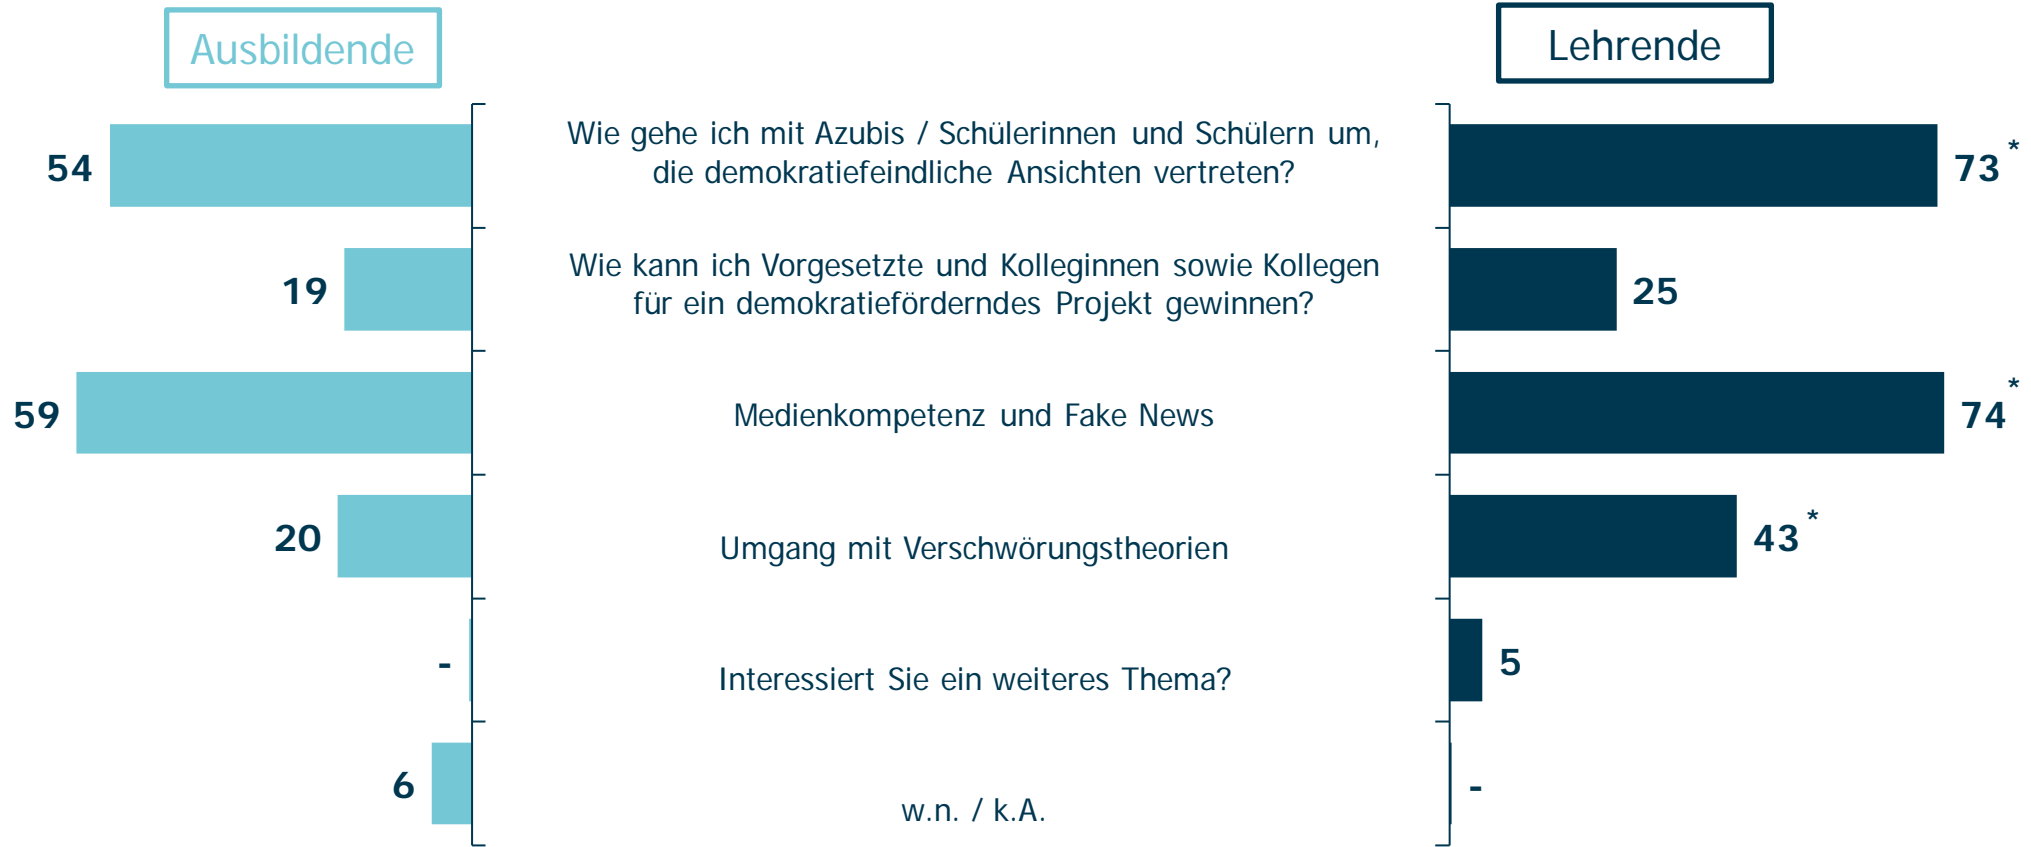 Ausbildende
Lehrende
54
Wie gehe ich mit Azubis / Schülerinnen und Schülern um,
die demokratiefeindliche Ansichten vertreten?
73*
19
Wie kann ich Vorgesetzte und Kolleginnen sowie Kollegen
für ein demokratieförderndes Projekt gewinnen?
25
59
Medienkompetenz und Fake News
74*
20
Umgang mit Verschwörungstheorien
43*
-
Interessiert Sie ein weiteres Thema?
5
6
w.n. / k.A.
-